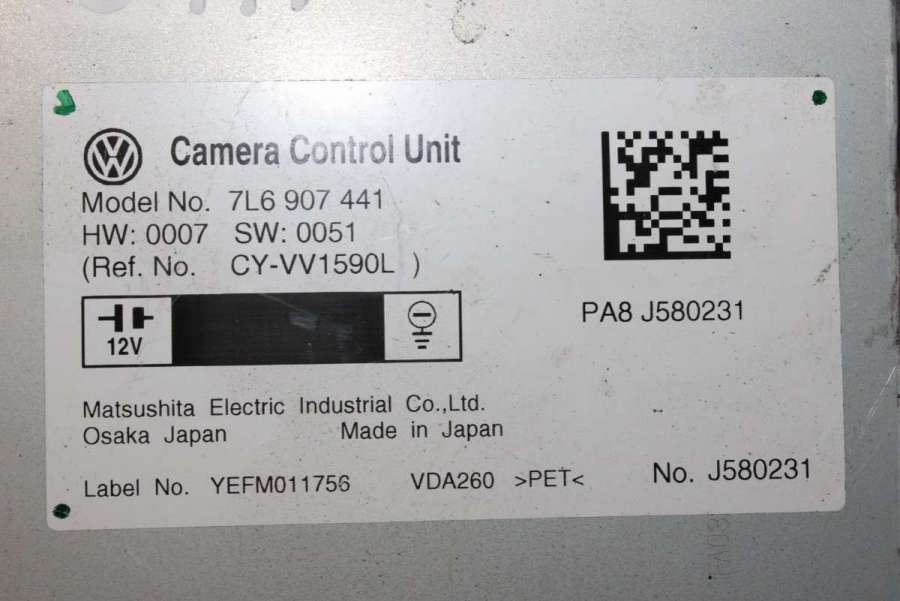 Camera Control Unit
Model No. 7L6 907 441
HW: 0007 SW: 0051
(Ref. No. CY-VV1590L )
12V
PA8 J580231
Matsushita Electric Industrial Co.,Ltd.
Osaka Japan Made in Japan
Label No. YEFM011756 VDA260 >PET< No. J580231